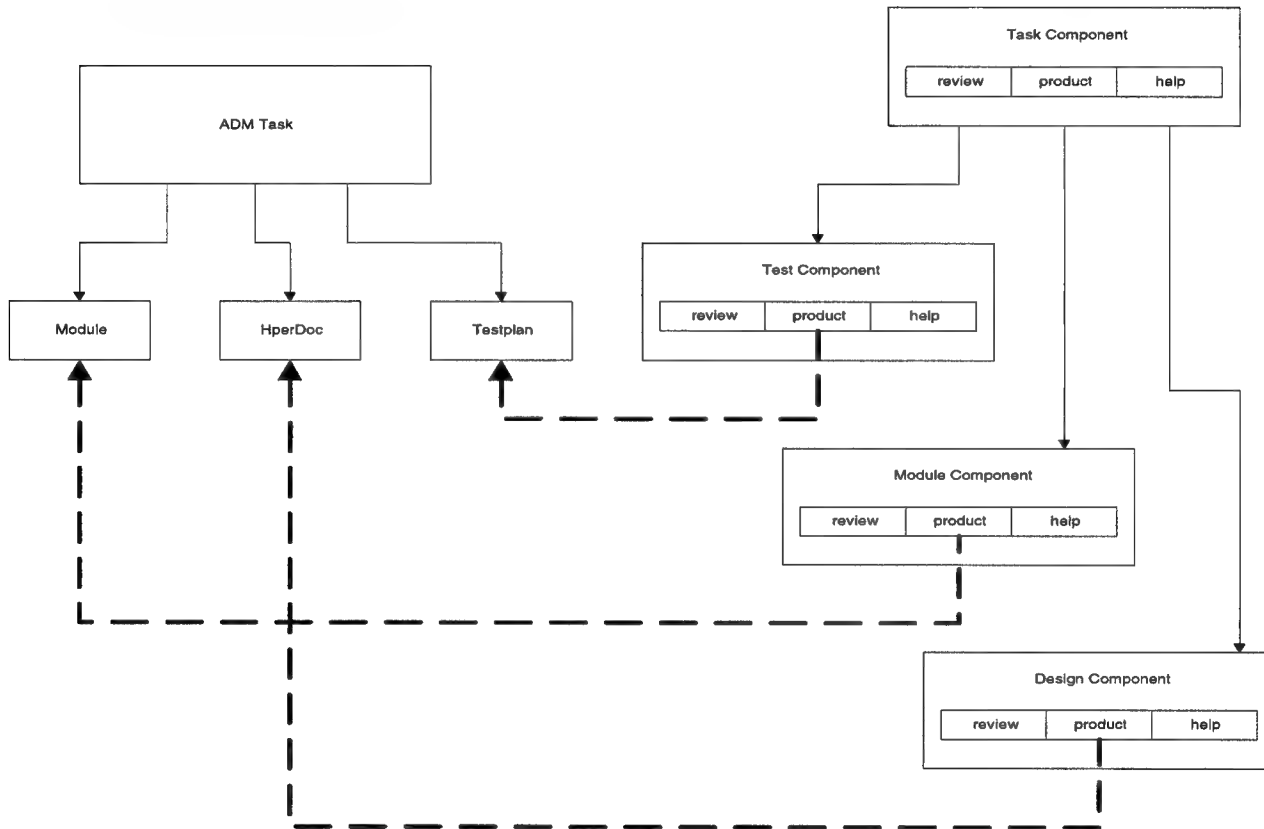 Task Component
review product help
ADM Task
Test Component
review product help
Module
HperDoc
Testplan
Module Component
review product help
Design Component
review product help